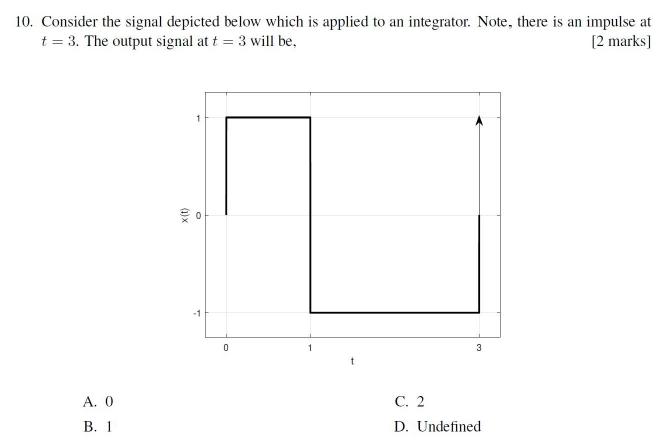 10. Consider the signal depicted below which is applied to an integrator. Note, there is an impulse at
t = 3. The output signal at t = 3 will be, [2 marks]
1
x(t)
0
-1
0 1 3
t
A. 0 C. 2
B. 1 D. Undefined